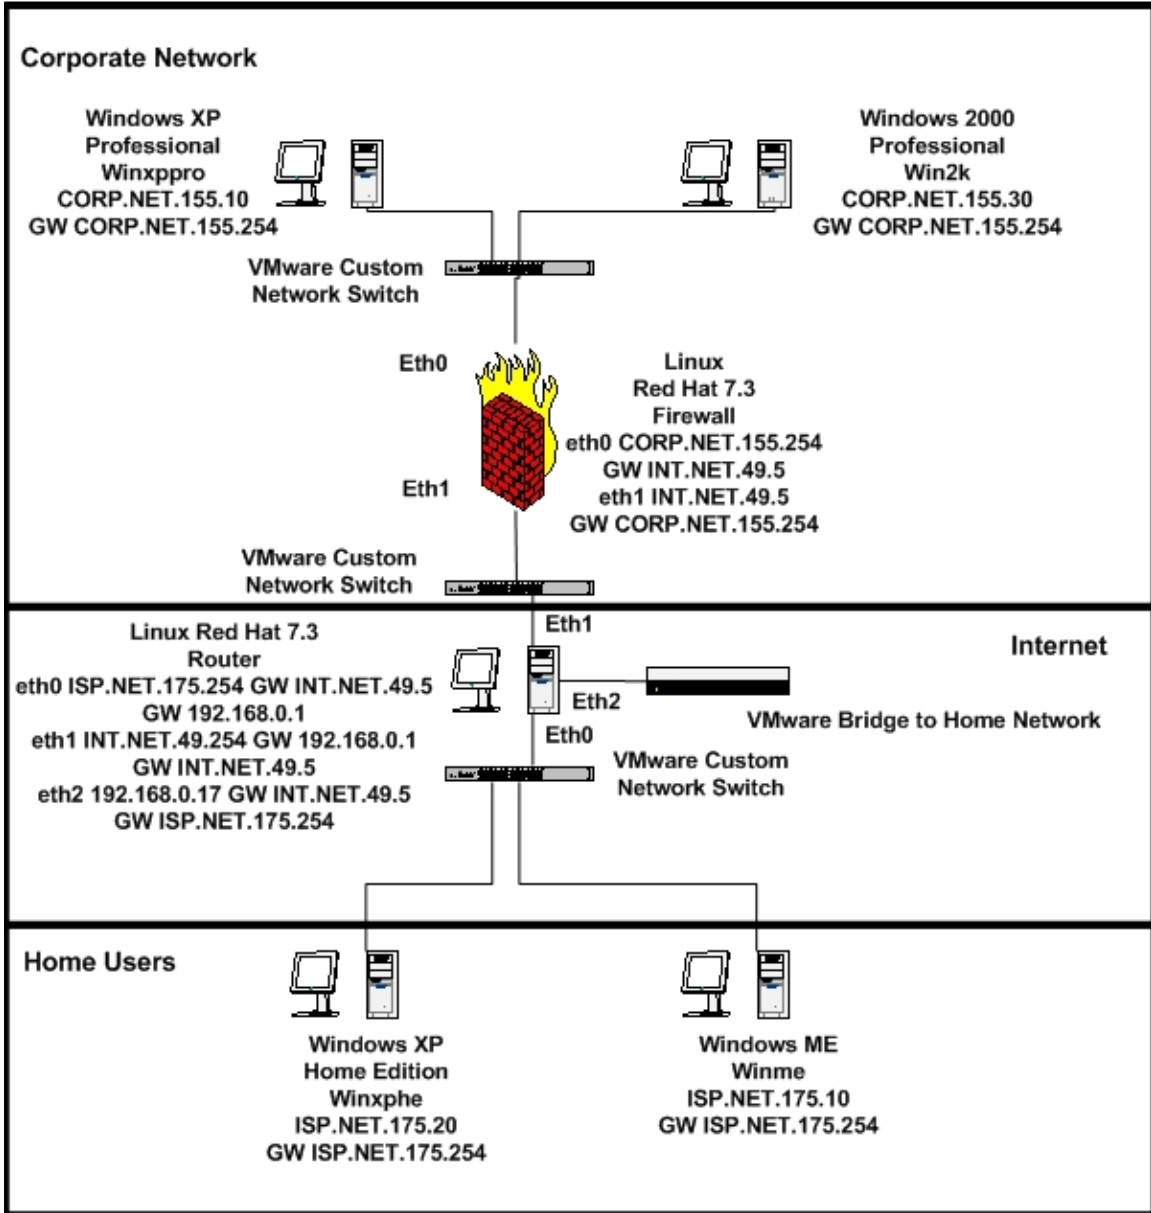 Corporate Network
Windows XP
Professional
Winxppro
CORP.NET.155.10
GW CORP.NET.155.254
Windows 2000
Professional
Win2k
CORP.NET.155.30
GW CORP.NET.155.254
VMware Custom
Network Switch
Eth0
Eth1
Linux
Red Hat 7.3
Firewall
eth0 CORP.NET.155.254
GW INT.NET.49.5
eth1 INT.NET.49.5
GW CORP.NET.155.254
VMware Custom
Network Switch
Linux Red Hat 7.3
Router
eth0 ISP.NET.175.254 GW INT.NET.49.5
GW 192.168.0.1
eth1 INT.NET.49.254 GW 192.168.0.1
GW INT.NET.49.5
eth2 192.168.0.17 GW INT.NET.49.5
GW ISP.NET.175.254
Eth1
Eth2
Eth0
Internet
VMware Bridge to Home Network
VMware Custom
Network Switch
Home Users
Windows XP
Home Edition
Winxphe
ISP.NET.175.20
GW ISP.NET.175.254
Windows ME
Winme
ISP.NET.175.10
GW ISP.NET.175.254